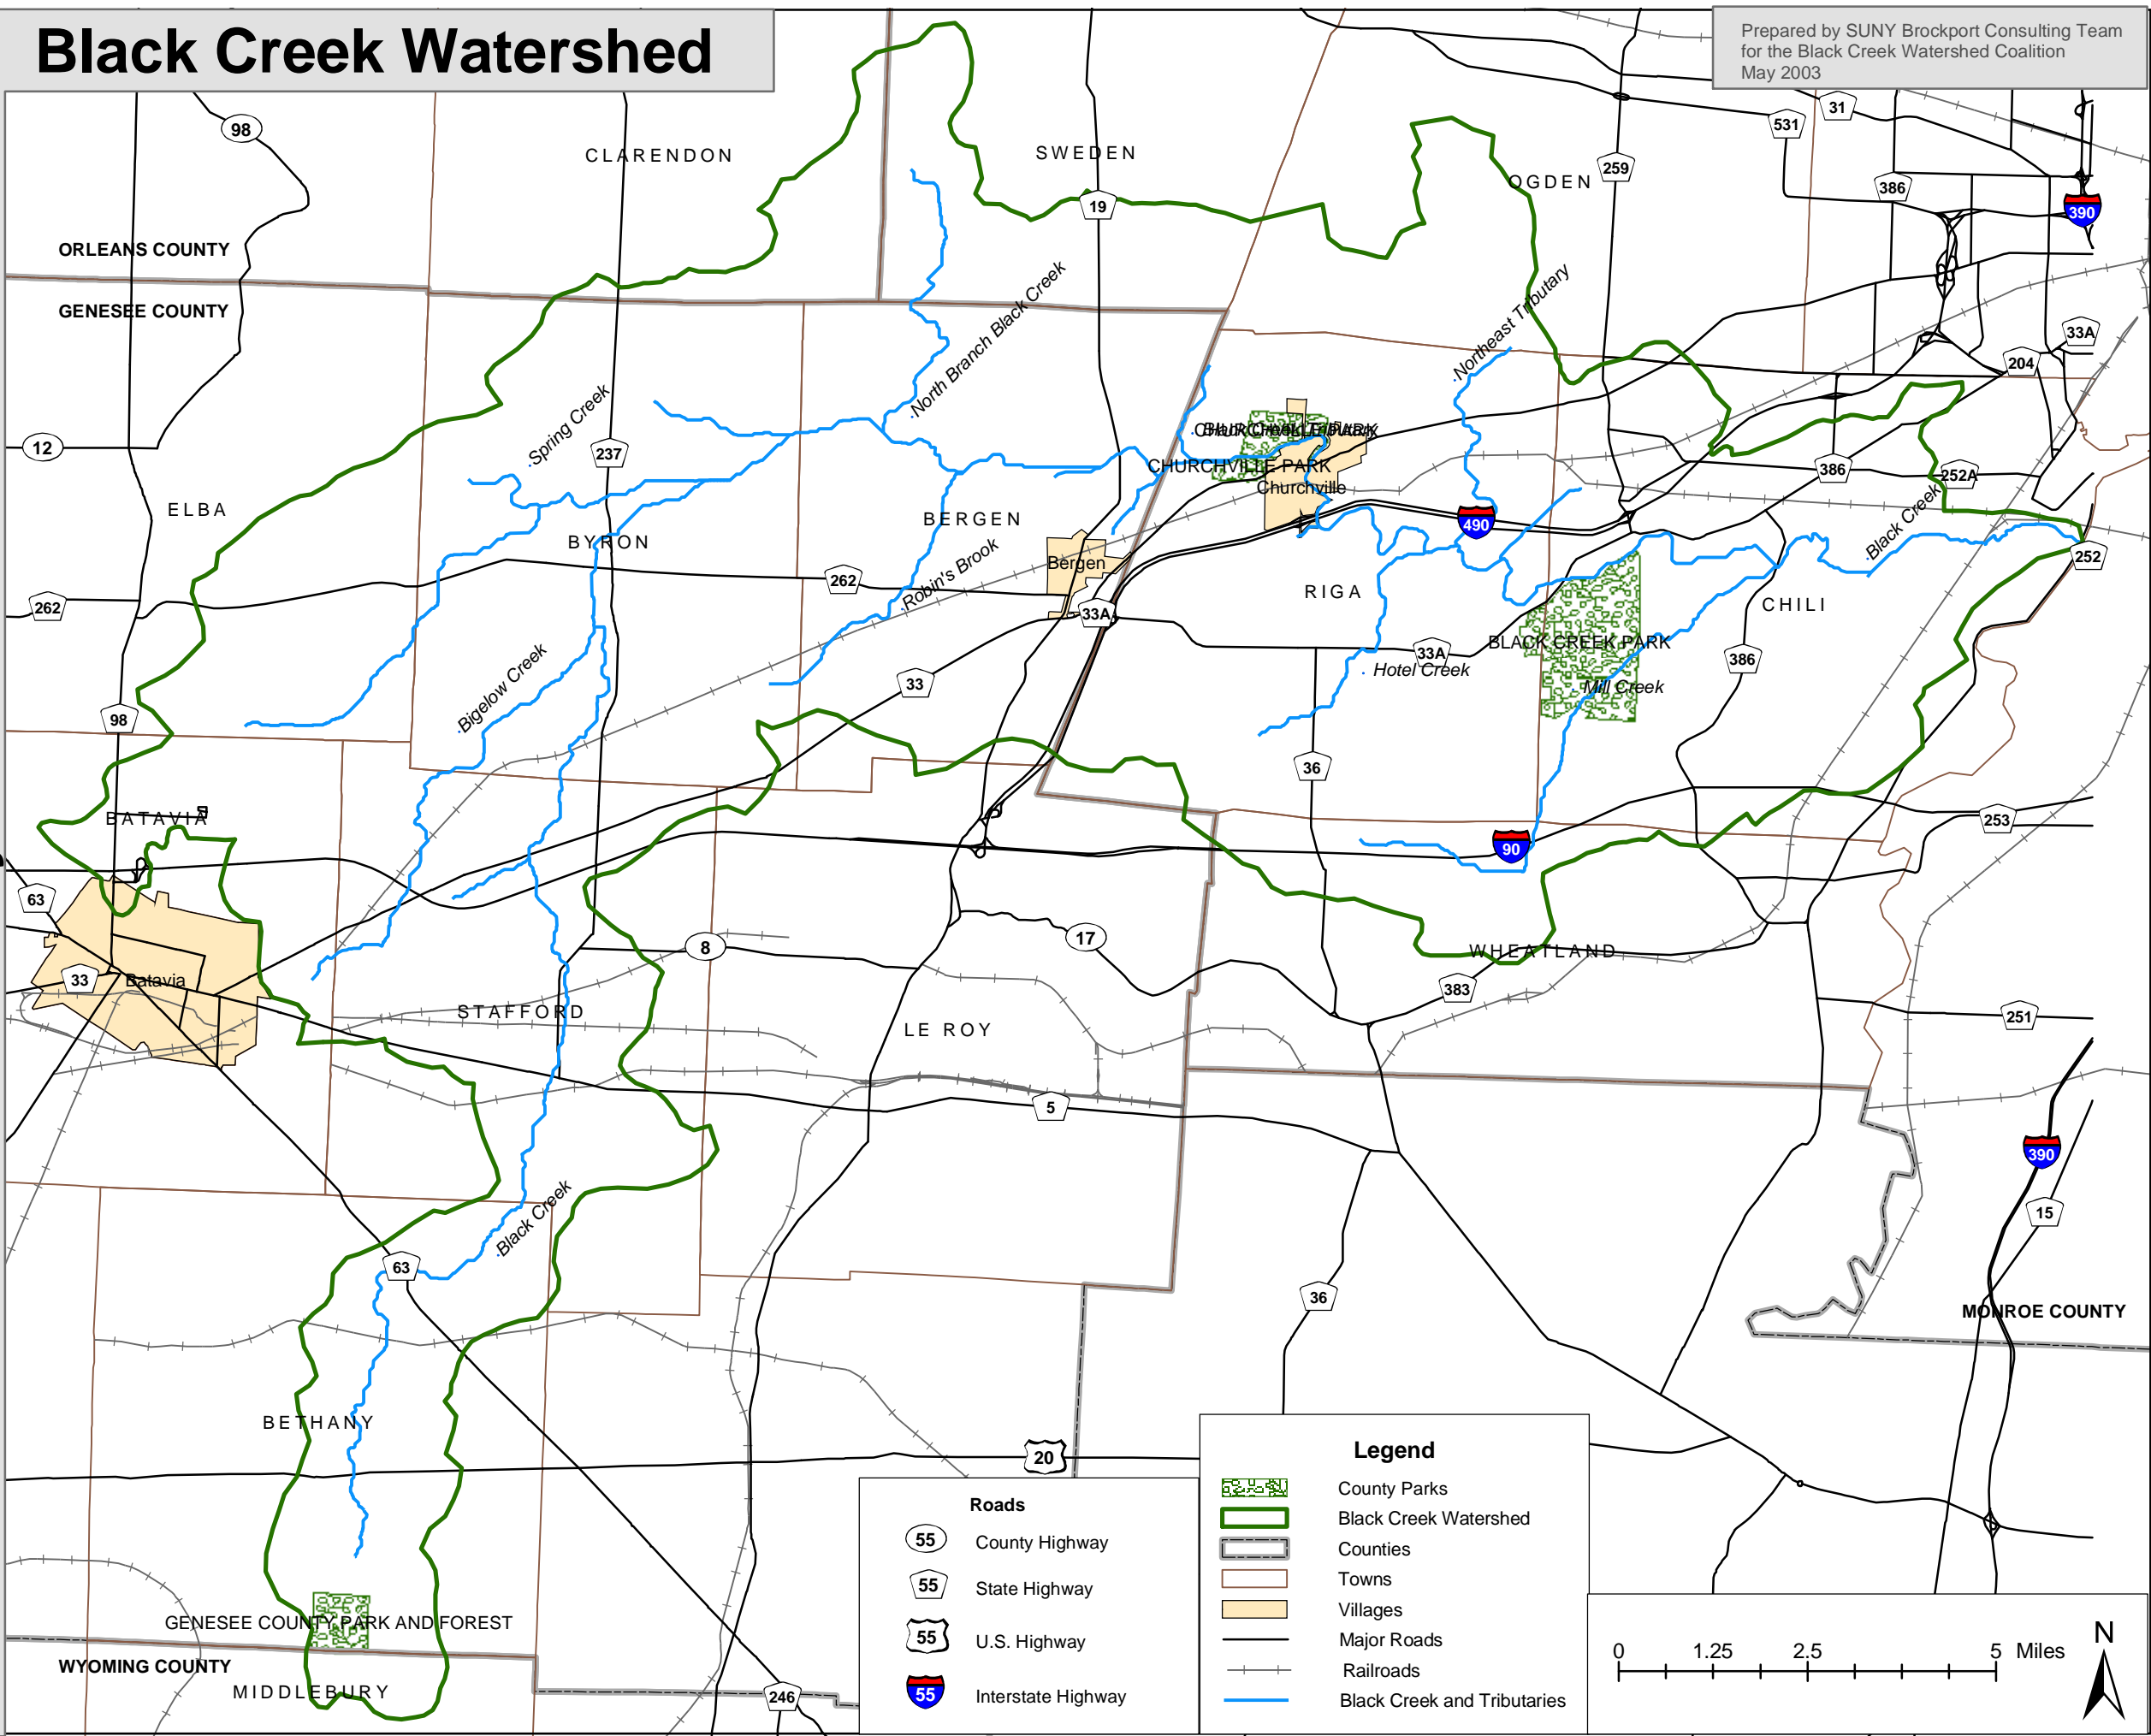 Black Creek Watershed
Prepared by SUNY Brockport Consulting Team
for the Black Creek Watershed Coalition
May 2003
98
CLARENDON
SWEDEN
19
OGDEN
259
531
31
386
390
ORLEANS COUNTY
GENESEE COUNTY
North Branch Black Creek
Northeast Tributary
33A
204
Spring Creek
12
237
CHURCHVILLE PARK
CHURCHVILLE PARK
Churchville
386
252A
Black Creek
ELBA
BYRON
BERGEN
490
Bergen
Robin's Brook
262
262
33A
RIGA
CHILI
252
BLACK CREEK PARK
33A
Hotel Creek
Mill Creek
386
Bigelow Creek
33
98
36
BATAVIA
90
253
63
33
Batavia
8
17
WHEATLAND
383
STAFFORD
LE ROY
251
5
390
15
Black Creek
63
36
MONROE COUNTY
BETHANY
20
GENESEE COUNTY PARK AND FOREST
WYOMING COUNTY
MIDDLEBURY
246
Roads
55 County Highway
55 State Highway
55 U.S. Highway
55 Interstate Highway
Legend
County Parks
Black Creek Watershed
Counties
Towns
Villages
Major Roads
Railroads
Black Creek and Tributaries
0 1.25 2.5 5 Miles
N